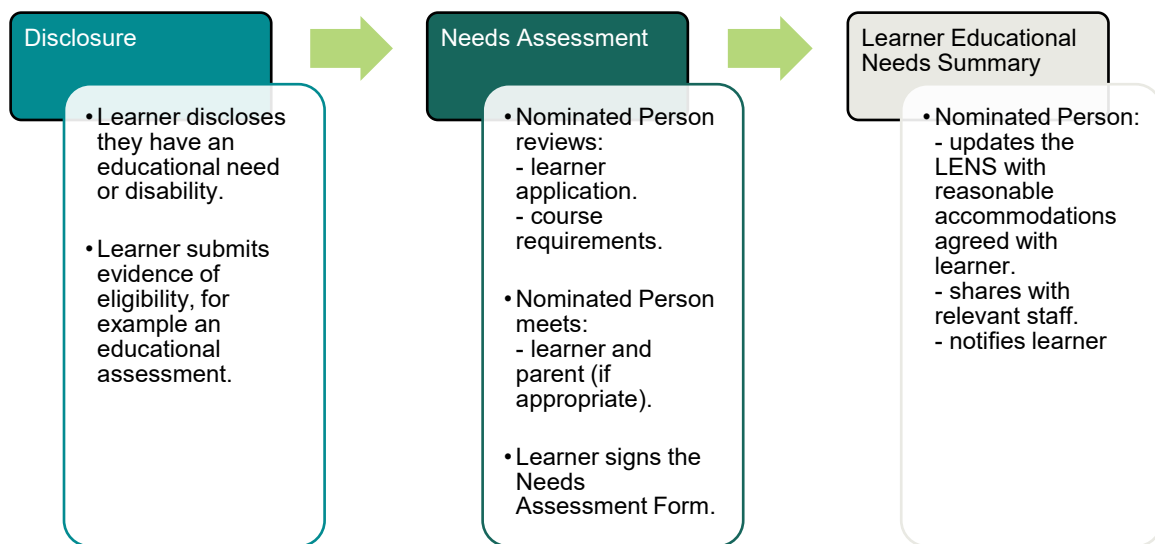 Disclosure
• Learner discloses
they have an
educational need
or disability.
• Learner submits
evidence of
eligibility, for
example an
educational
assessment.
Needs Assessment
• Nominated Person
reviews:
- learner
application.
- course
requirements.
• Nominated Person
meets:
- learner and
parent (if
appropriate).
• Learner signs the
Needs
Assessment Form.
Learner Educational
Needs Summary
• Nominated Person:
- updates the
LENS with
reasonable
accommodations
agreed with
learner.
- shares with
relevant staff.
- notifies learner